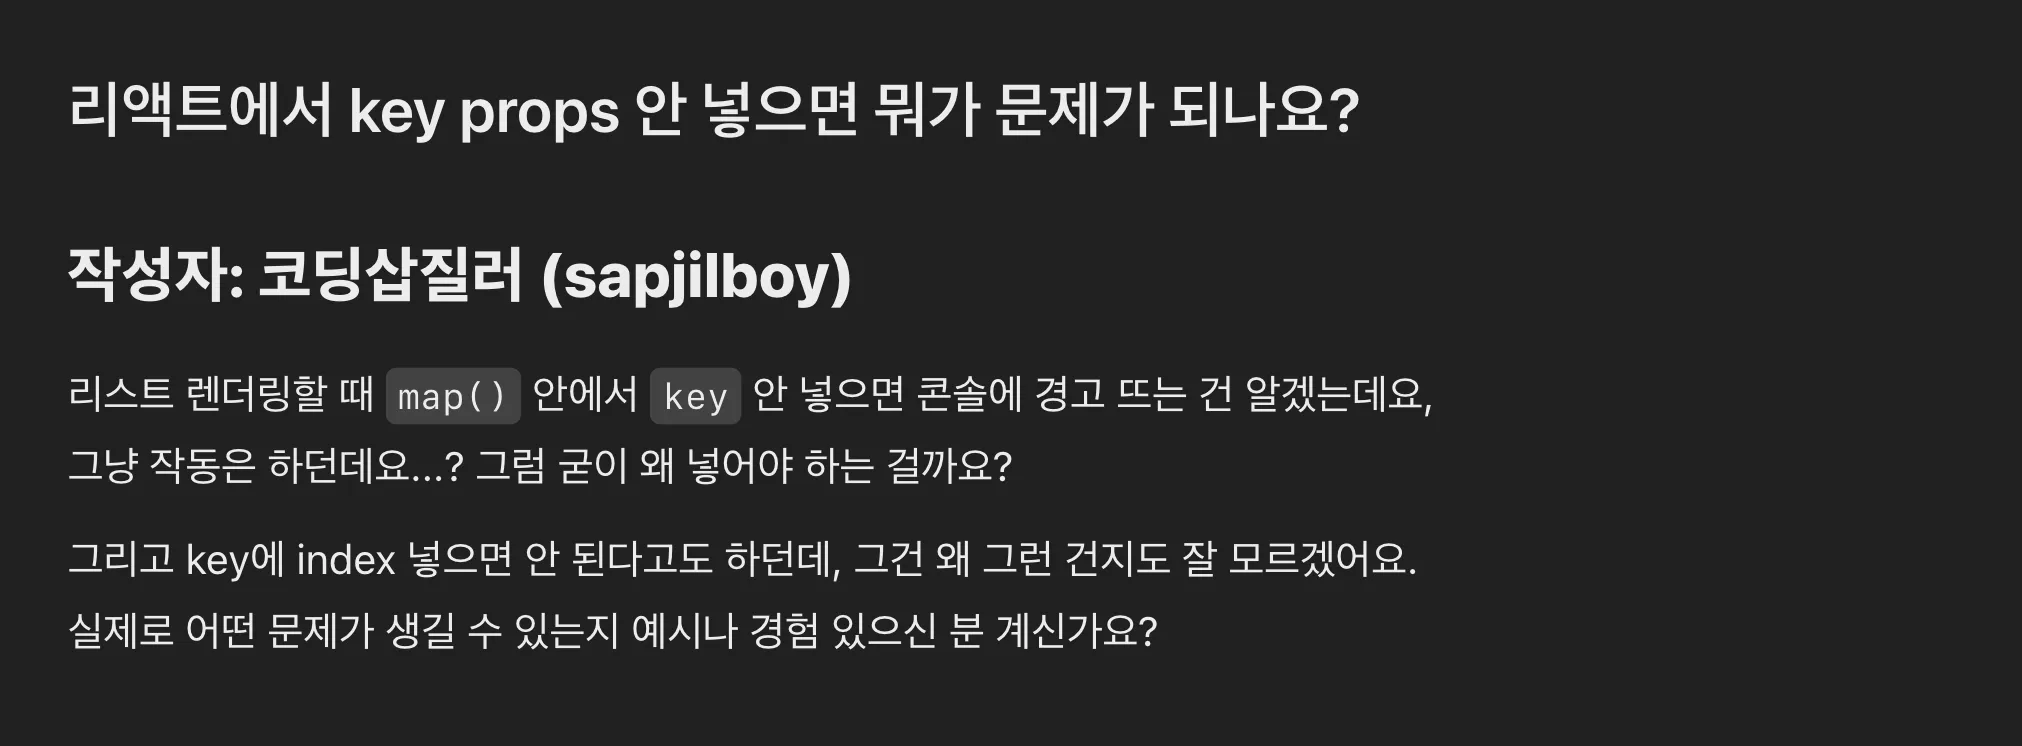 리액트에서 key props 안 넣으면 뭐가 문제가 되나요?
작성자: 코딩삽질러 (sapjilboy)
리스트 렌더링할 때 map() 안에서 key 안 넣으면 콘솔에 경고 뜨는 건 알겠는데요,
그냥 작동은 하던데요...? 그럼 굳이 왜 넣어야 하는 걸까요?
그리고 key에 index 넣으면 안 된다고도 하던데, 그건 왜 그런 건지도 잘 모르겠어요.
실제로 어떤 문제가 생길 수 있는지 예시나 경험 있으신 분 계신가요?